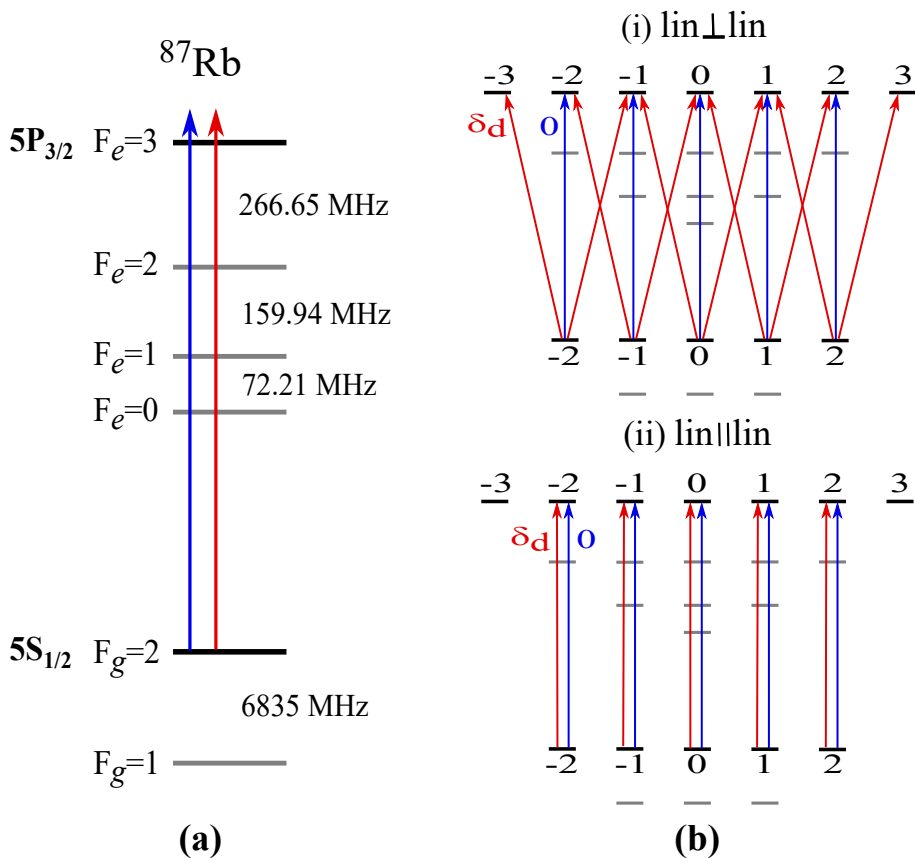 ⁸⁷Rb
5P₃/₂ Fₑ=3
266.65 MHz
Fₑ=2
159.94 MHz
Fₑ=1
72.21 MHz
Fₑ=0
5S₁/₂ F_g=2
6835 MHz
F_g=1
(a)
(i) lin⊥lin
-3 -2 -1 0 1 2 3
δd 0
-2 -1 0 1 2
(ii) lin||lin
-3 -2 -1 0 1 2 3
δd 0
-2 -1 0 1 2
(b)